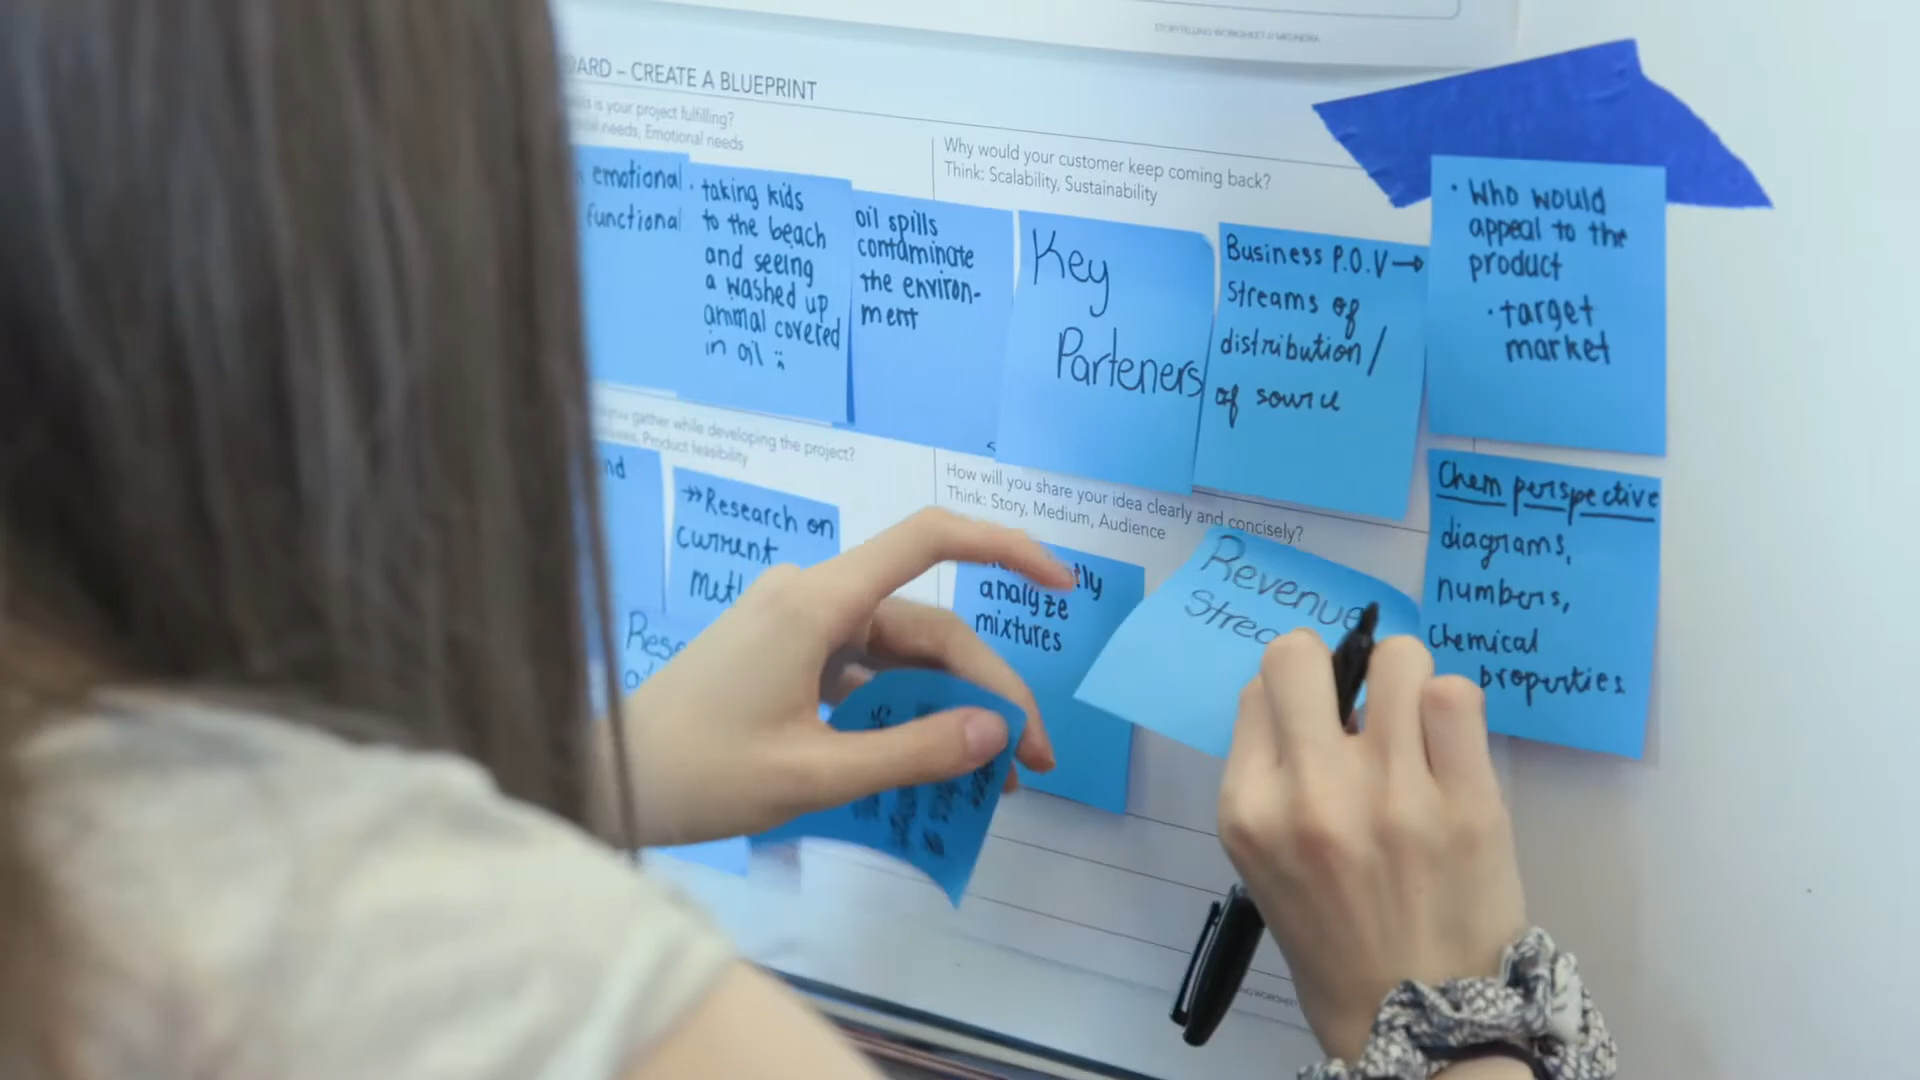 STORYTELLING WORKSHEET // MEDINDRA
– CREATE A BLUEPRINT
is your project fulfilling?
needs, Emotional needs
emotional
functional
· taking kids
to the beach
and seeing
a washed up
animal covered
in oil
oil spills
contaminate
the environ-
ment
Why would your customer keep coming back?
Think: Scalability, Sustainability
Key
Parteners
Business P.O.V→
Streams of
distribution/
of source
· Who would
appeal to the
product
· target
market
gather while developing the project?
Product feasibility
Research on
current
How will you share your idea clearly and concisely?
Think: Story, Medium, Audience
analyze
mixtures
Revenue
Chem perspective
diagrams,
numbers,
Chemical
properties